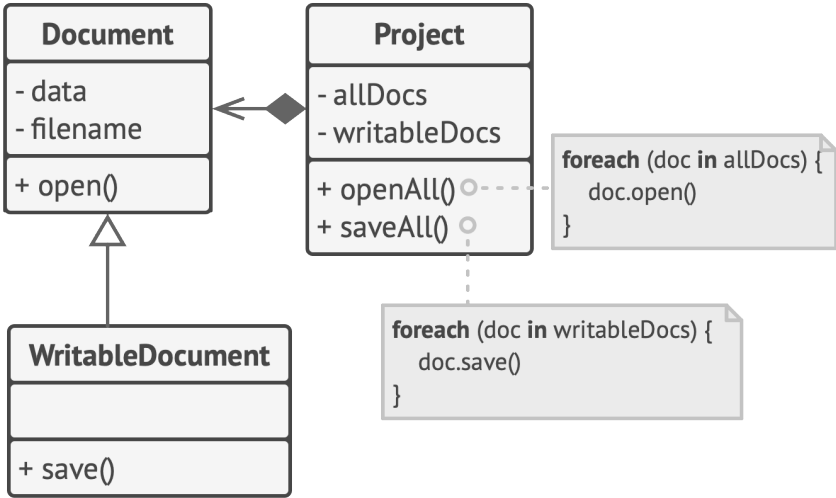 Document
- data
- filename
+ open()
Project
- allDocs
- writableDocs
+ openAll()
+ saveAll()
foreach (doc in allDocs) {
doc.open()
}
foreach (doc in writableDocs) {
doc.save()
}
WritableDocument
+ save()